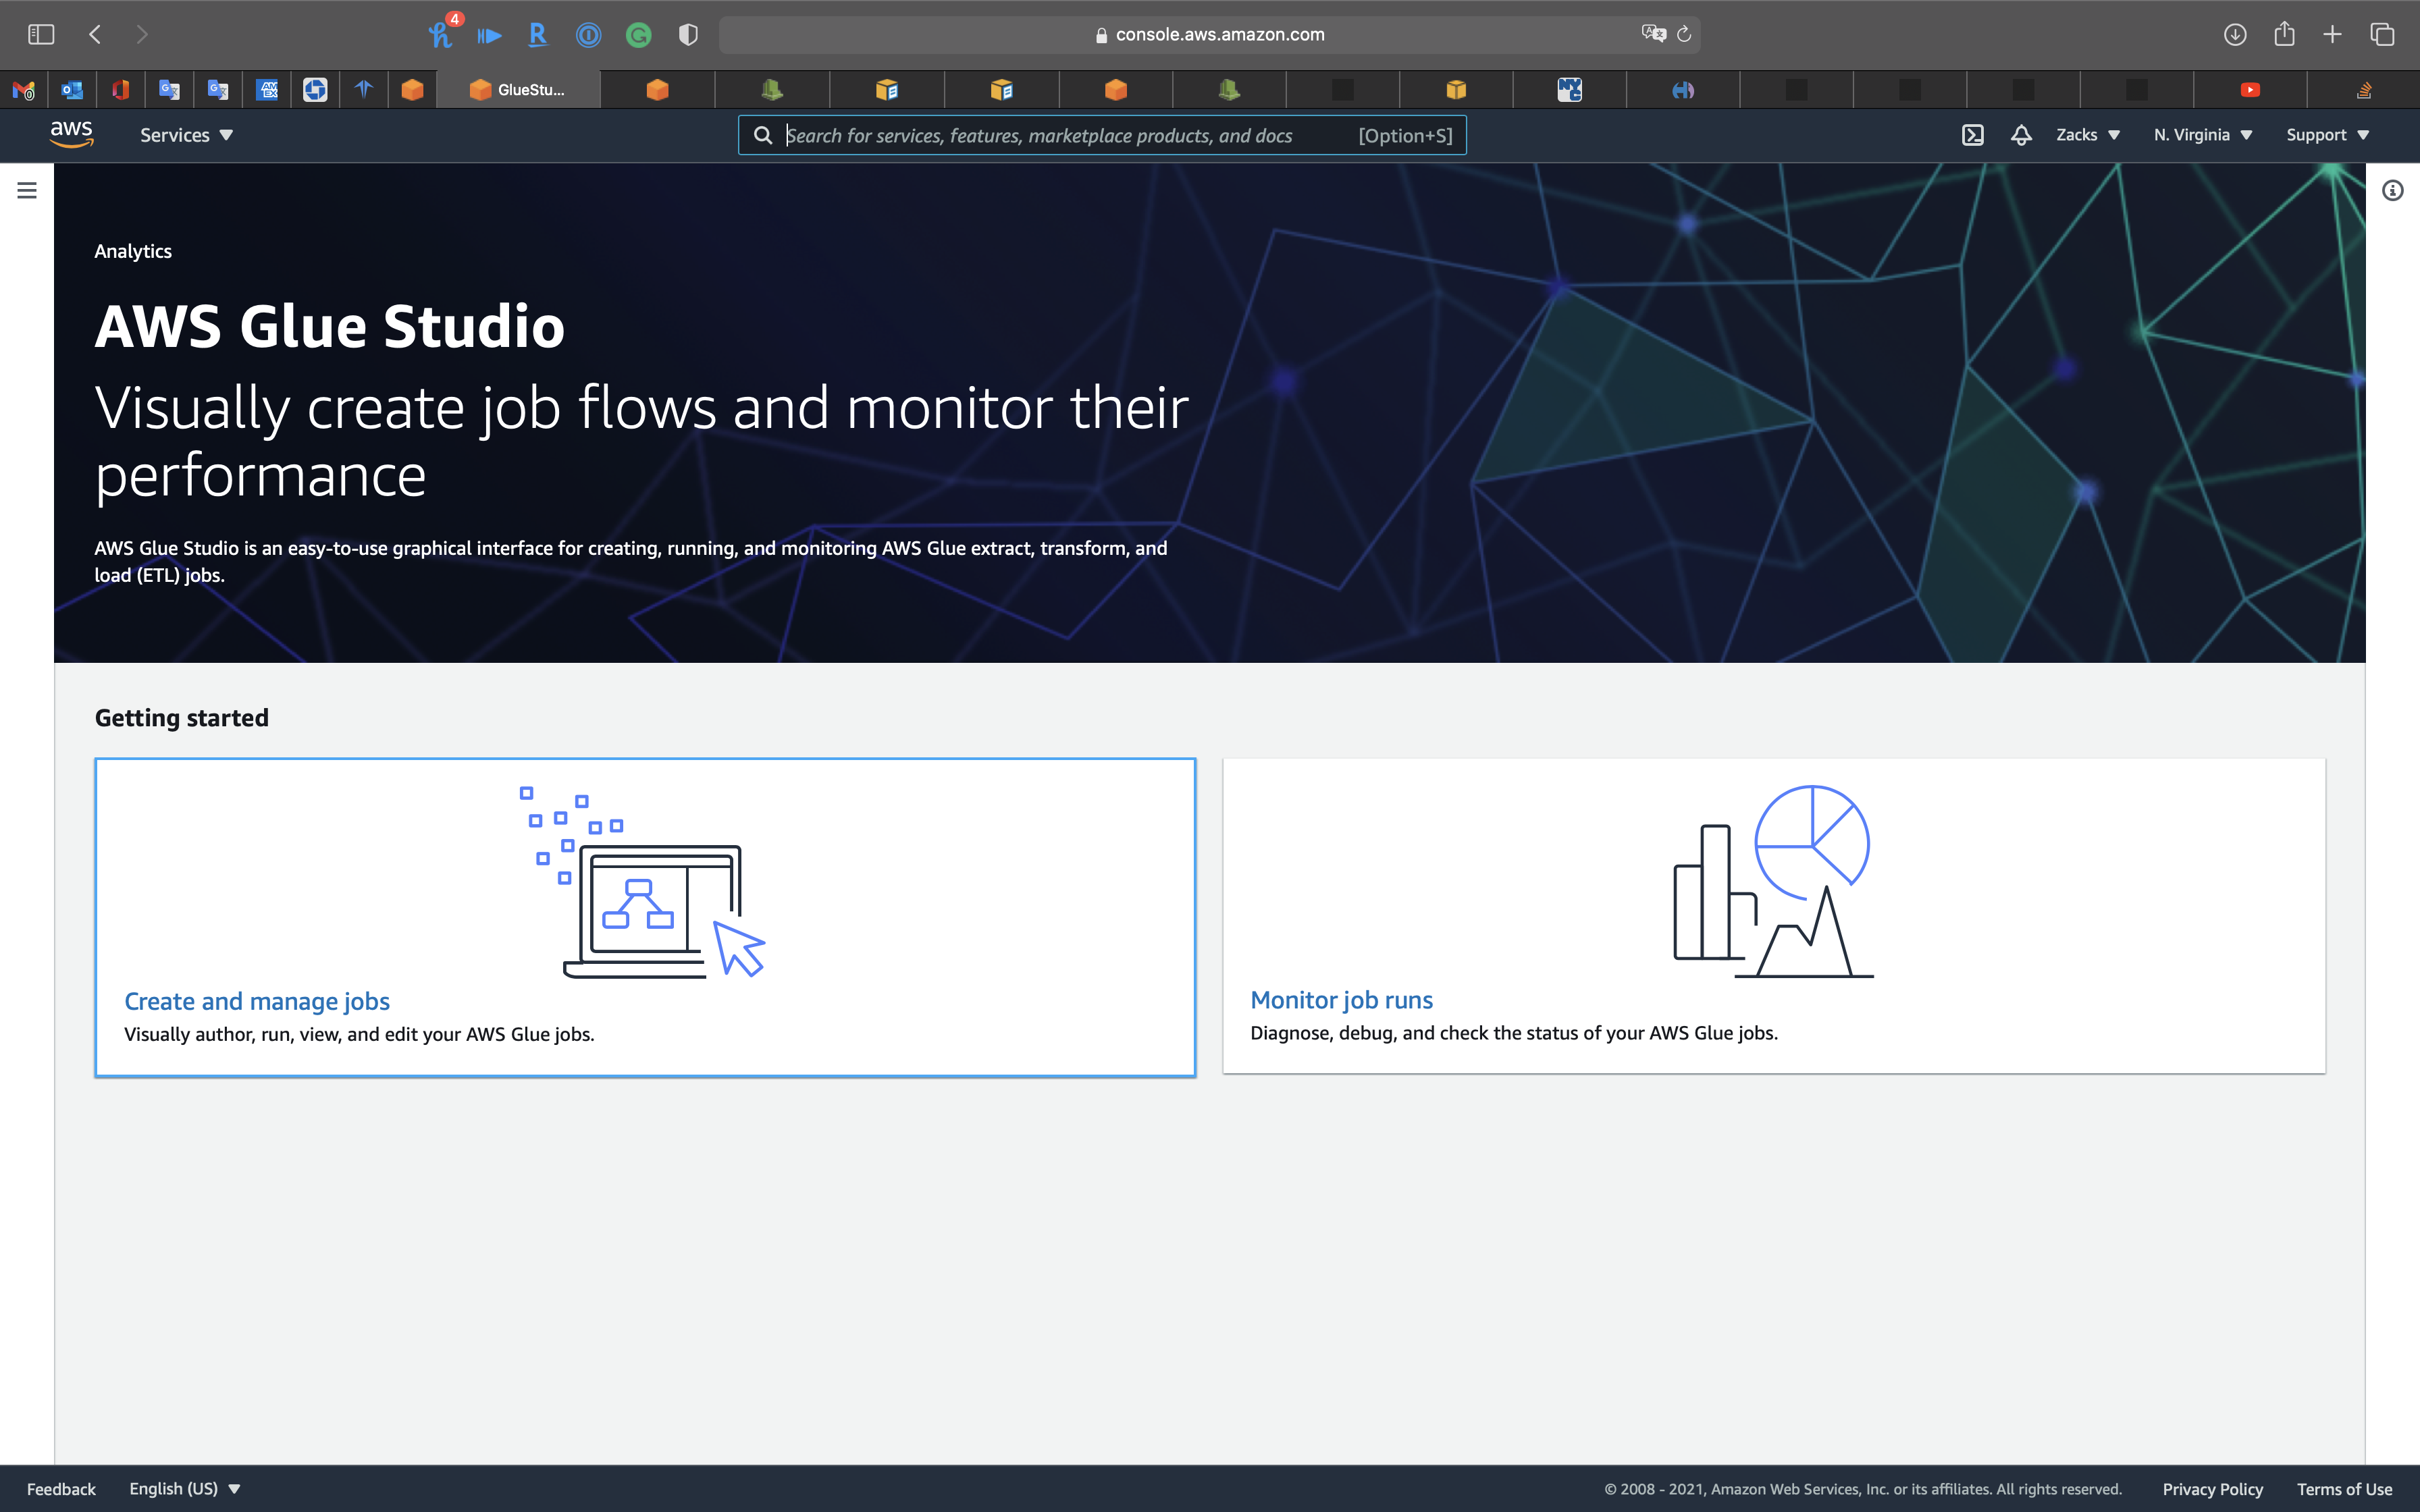 4
console.aws.amazon.com
GlueStu...
aws
Services
Search for services, features, marketplace products, and docs [Option+S]
Zacks
N. Virginia
Support
Analytics
AWS Glue Studio
Visually create job flows and monitor their
performance
AWS Glue Studio is an easy-to-use graphical interface for creating, running, and monitoring AWS Glue extract, transform, and
load (ETL) jobs.
Getting started
Create and manage jobs
Visually author, run, view, and edit your AWS Glue jobs.
Monitor job runs
Diagnose, debug, and check the status of your AWS Glue jobs.
Feedback
English (US)
© 2008 - 2021, Amazon Web Services, Inc. or its affiliates. All rights reserved.
Privacy Policy
Terms of Use